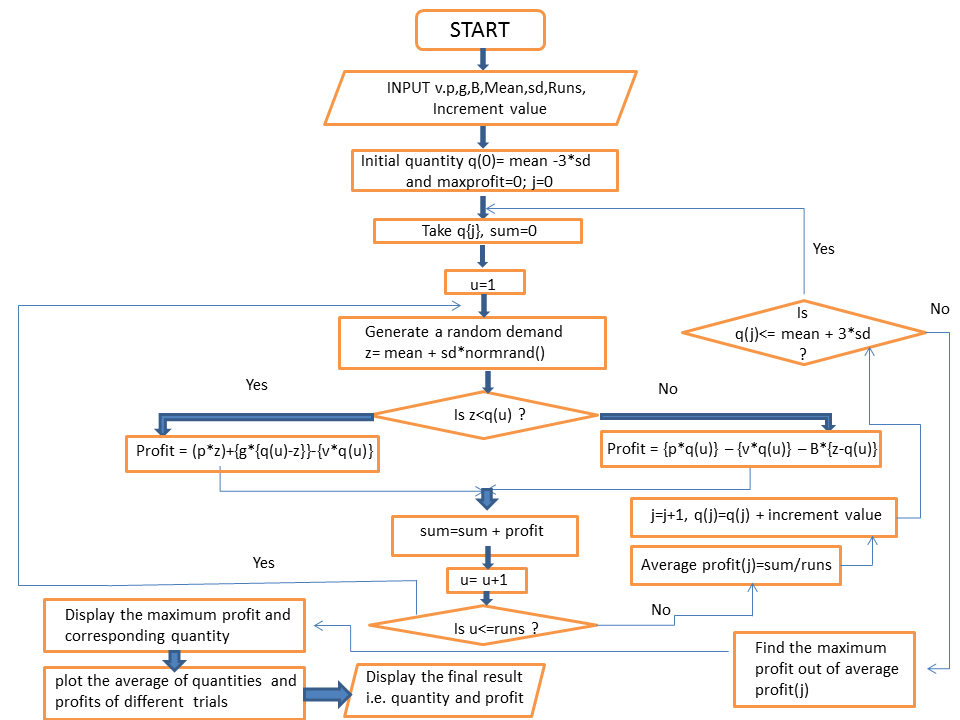 START
INPUT v.p,g,B,Mean,sd,Runs,
Increment value
Initial quantity q(0)= mean -3*sd
and maxprofit=0; j=0
Take q{j}, sum=0
u=1
Yes
Is
q(j)<= mean + 3*sd
?
No
Generate a random demand
z= mean + sd*normrand()
Yes
Is z<q(u) ?
No
Profit = (p*z)+{g*{q(u)-z}}-{v*q(u)}
Profit = {p*q(u)} – {v*q(u)} – B*{z-q(u)}
sum=sum + profit
j=j+1, q(j)=q(j) + increment value
Yes
u= u+1
Average profit(j)=sum/runs
Is u<=runs ?
No
Display the maximum profit and
corresponding quantity
Find the maximum
profit out of average
profit(j)
plot the average of quantities and
profits of different trials
Display the final result
i.e. quantity and profit